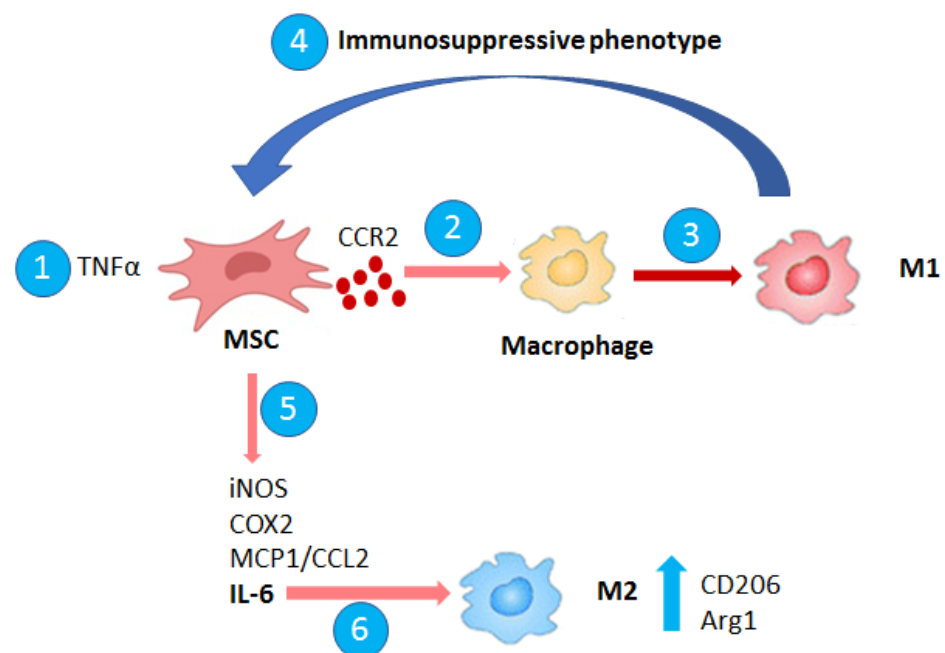 4 Immunosuppressive phenotype
1 TNFα
CCR2
2
3
M1
MSC
Macrophage
5
iNOS
COX2
MCP1/CCL2
IL-6
6
M2
CD206
Arg1